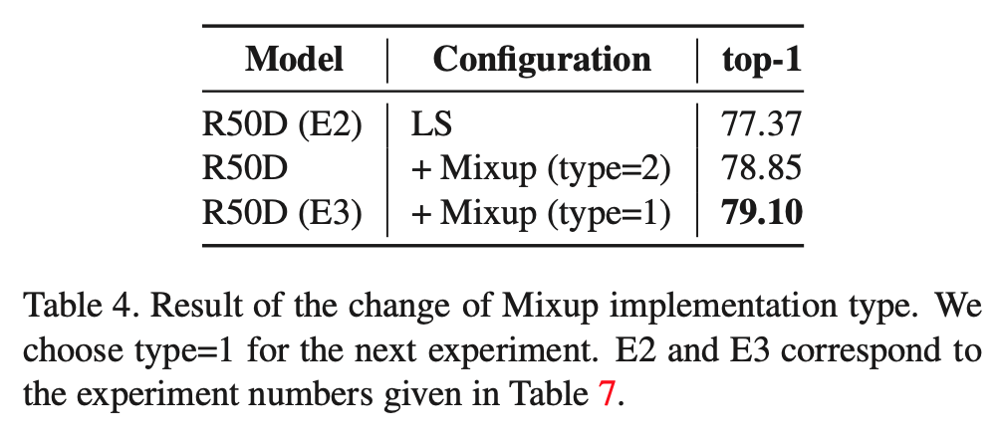 Model Configuration top-1
R50D (E2) LS 77.37
R50D + Mixup (type=2) 78.85
R50D (E3) + Mixup (type=1) 79.10
Table 4. Result of the change of Mixup implementation type. We
choose type=1 for the next experiment. E2 and E3 correspond to
the experiment numbers given in Table 7.